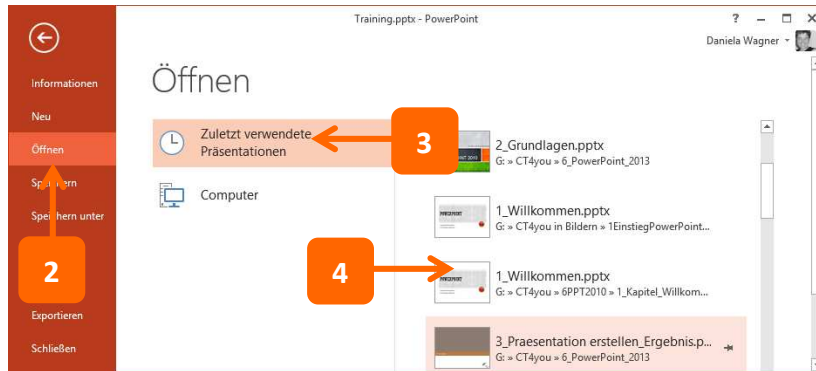 Training.pptx - PowerPoint
?
Daniela Wagner
Informationen
Neu
Öffnen
Speichern
Speichern unter
2
Exportieren
Schließen
Öffnen
Zuletzt verwendete
Präsentationen
3
Computer
4
2_Grundlagen.pptx
G: » CT4you » 6_PowerPoint_2013
1_Willkommen.pptx
G: » CT4you in Bildern » 1EinstiegPowerPoint...
1_Willkommen.pptx
G: » CT4you » 6PPT2010 » 1_Kapitel_Willkom...
3_Praesentation erstellen_Ergebnis.p...
G: » CT4you » 6_PowerPoint_2013